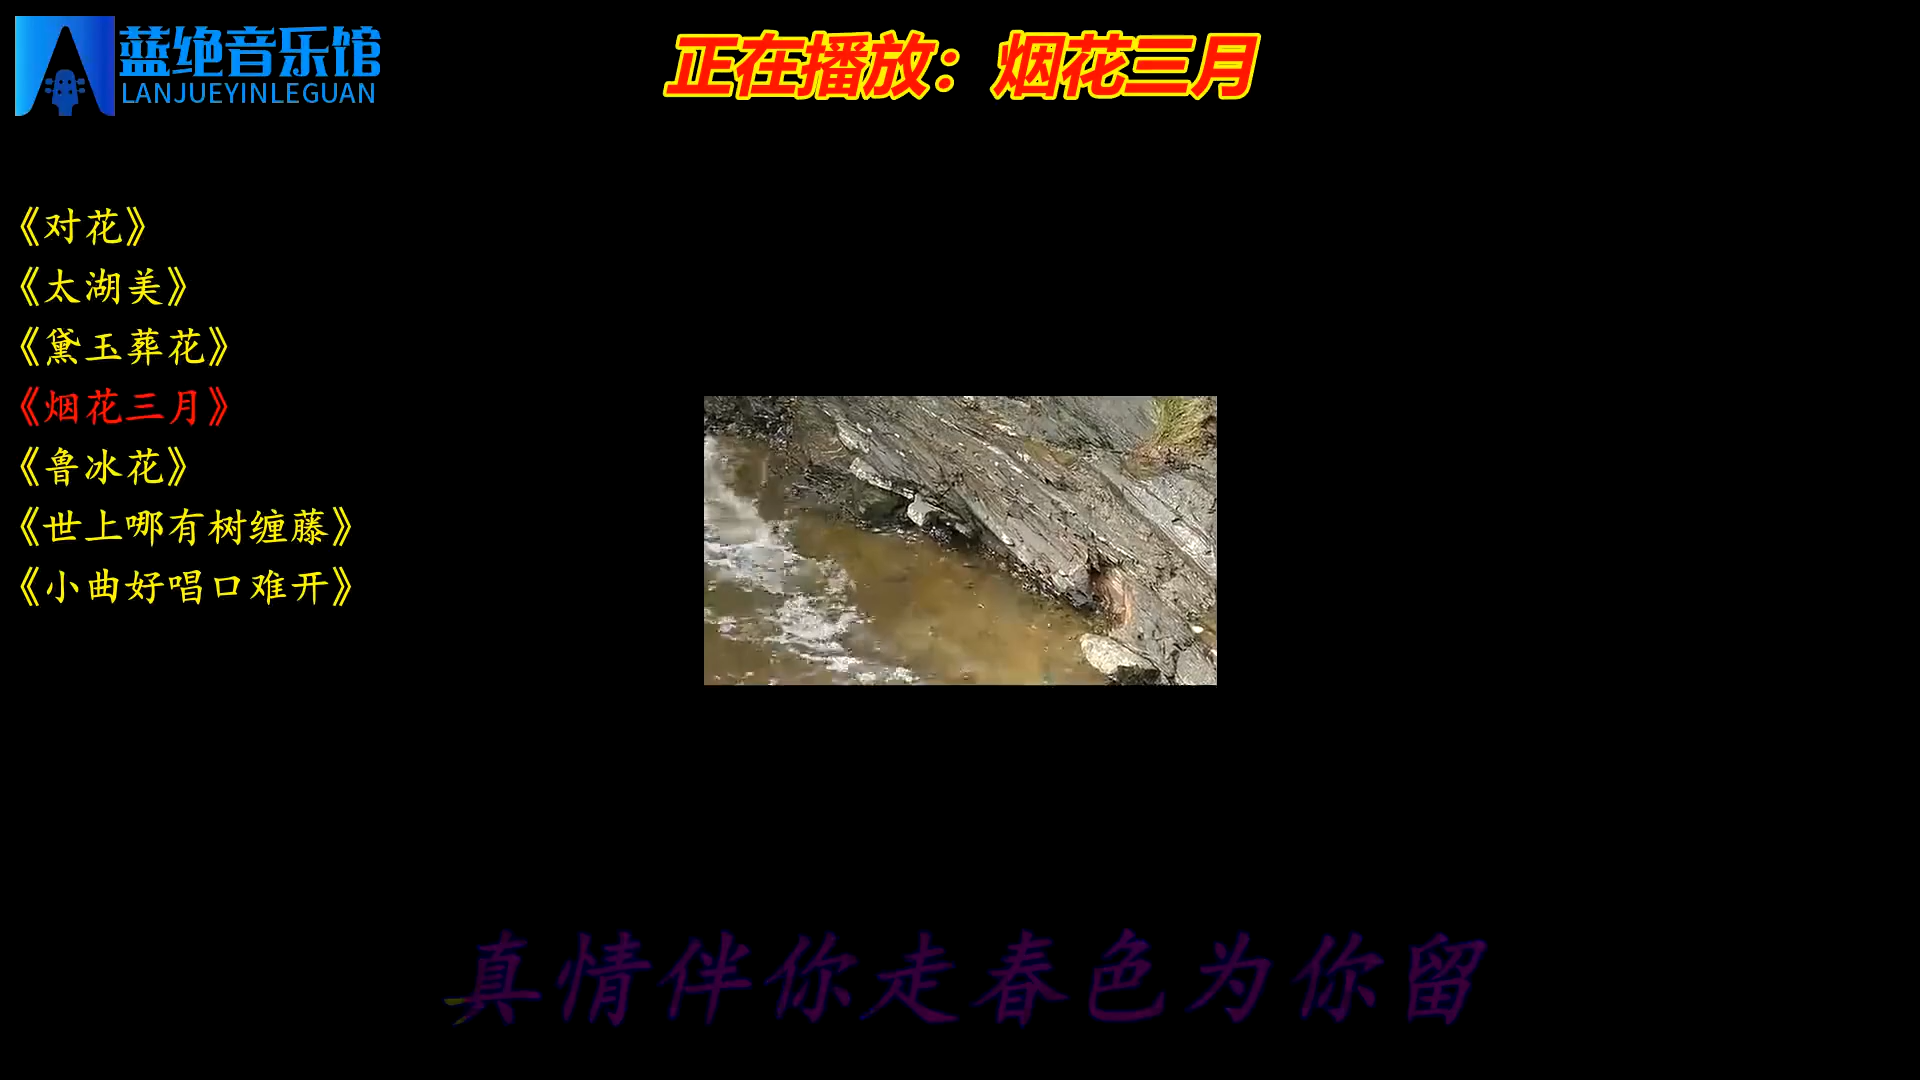 蓝绝音乐馆
LANJUEYINLEGUAN
正在播放：烟花三月
《对花》
《太湖美》
《黛玉葬花》
《烟花三月》
《鲁冰花》
《世上哪有树缠藤》
《小曲好唱口难开》
真情伴你走春色为你留